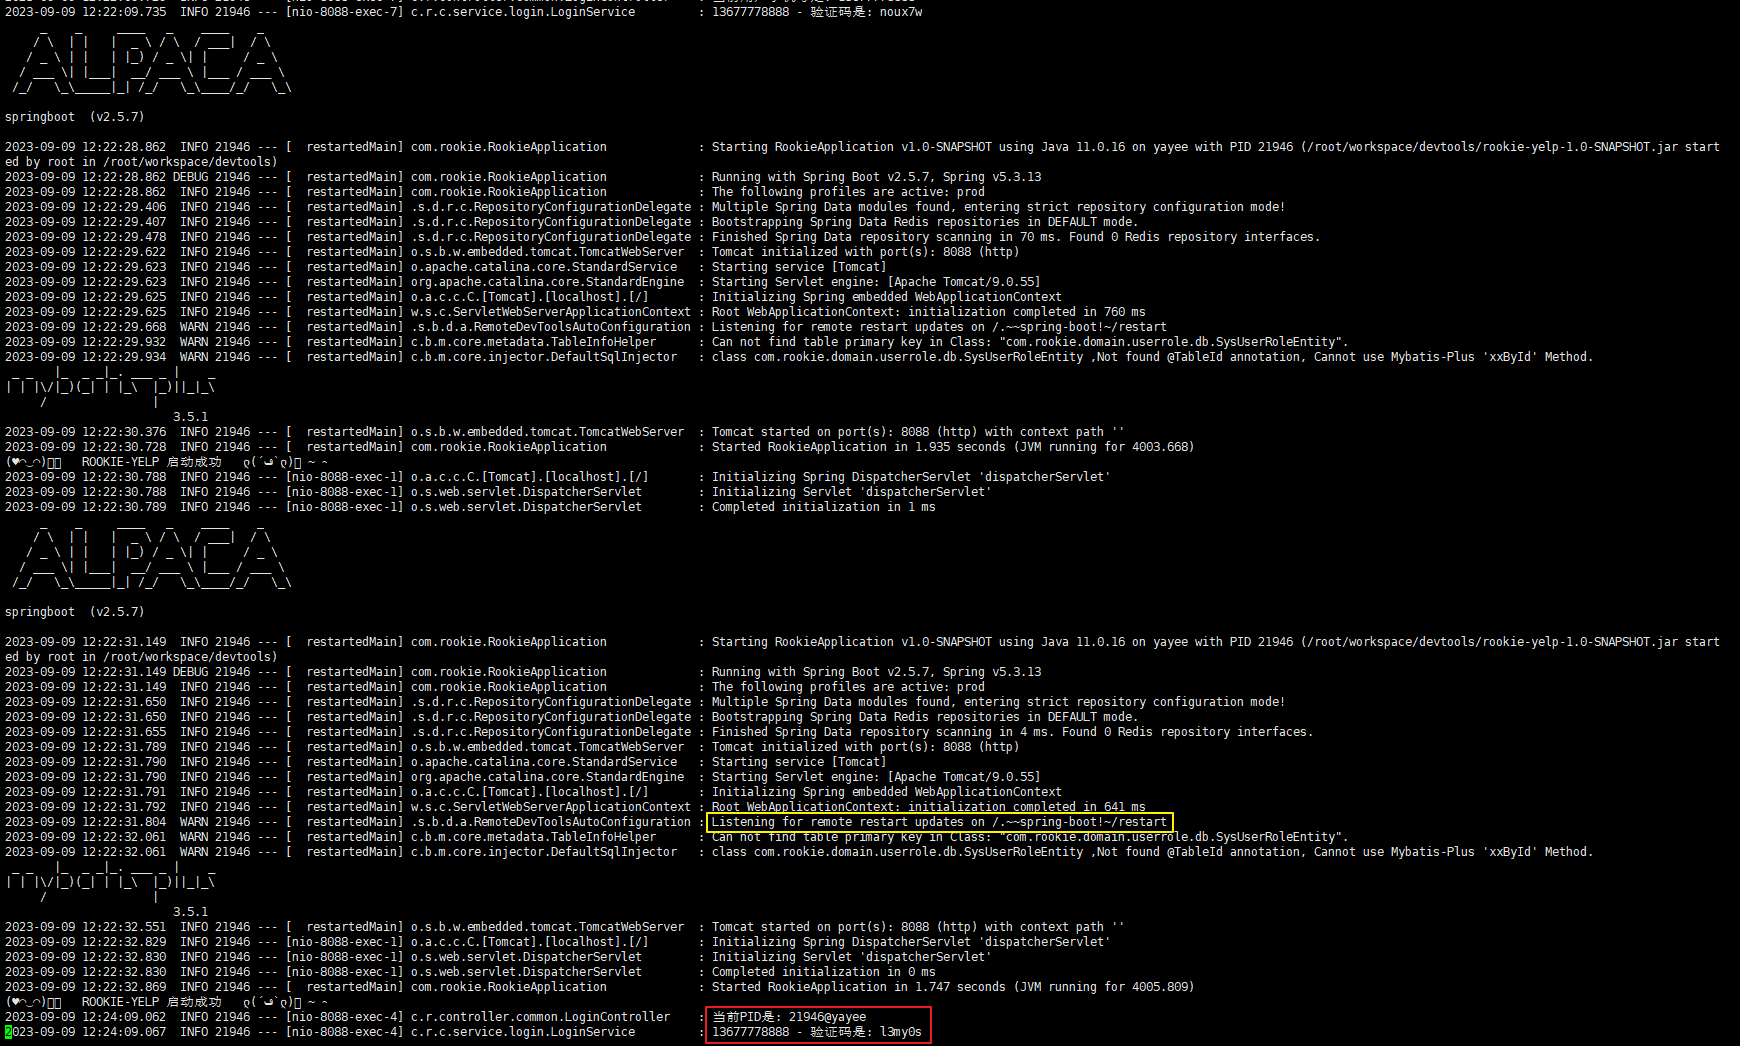 2023-09-09 12:22:09.735  INFO 21946 --- [nio-8088-exec-7] c.r.c.service.login.LoginService         : 13677778888 - 验证码是: noux7w
ALPACA
springboot  (v2.5.7)
2023-09-09 12:22:28.862  INFO 21946 --- [  restartedMain] com.rookie.RookieApplication             : Starting RookieApplication v1.0-SNAPSHOT using Java 11.0.16 on yayee with PID 21946 (/root/workspace/devtools/rookie-yelp-1.0-SNAPSHOT.jar start
ed by root in /root/workspace/devtools)
2023-09-09 12:22:28.862 DEBUG 21946 --- [  restartedMain] com.rookie.RookieApplication             : Running with Spring Boot v2.5.7, Spring v5.3.13
2023-09-09 12:22:28.862  INFO 21946 --- [  restartedMain] com.rookie.RookieApplication             : The following profiles are active: prod
2023-09-09 12:22:29.406  INFO 21946 --- [  restartedMain] .s.d.r.c.RepositoryConfigurationDelegate : Multiple Spring Data modules found, entering strict repository configuration mode!
2023-09-09 12:22:29.407  INFO 21946 --- [  restartedMain] .s.d.r.c.RepositoryConfigurationDelegate : Bootstrapping Spring Data Redis repositories in DEFAULT mode.
2023-09-09 12:22:29.478  INFO 21946 --- [  restartedMain] .s.d.r.c.RepositoryConfigurationDelegate : Finished Spring Data repository scanning in 70 ms. Found 0 Redis repository interfaces.
2023-09-09 12:22:29.622  INFO 21946 --- [  restartedMain] o.s.b.w.embedded.tomcat.TomcatWebServer  : Tomcat initialized with port(s): 8088 (http)
2023-09-09 12:22:29.623  INFO 21946 --- [  restartedMain] o.apache.catalina.core.StandardService   : Starting service [Tomcat]
2023-09-09 12:22:29.623  INFO 21946 --- [  restartedMain] org.apache.catalina.core.StandardEngine  : Starting Servlet engine: [Apache Tomcat/9.0.55]
2023-09-09 12:22:29.625  INFO 21946 --- [  restartedMain] o.a.c.c.C.[Tomcat].[localhost].[/]       : Initializing Spring embedded WebApplicationContext
2023-09-09 12:22:29.625  INFO 21946 --- [  restartedMain] w.s.c.ServletWebServerApplicationContext : Root WebApplicationContext: initialization completed in 760 ms
2023-09-09 12:22:29.668  WARN 21946 --- [  restartedMain] .s.b.d.a.RemoteDevToolsAutoConfiguration : Listening for remote restart updates on /.~~spring-boot!~/restart
2023-09-09 12:22:29.932  WARN 21946 --- [  restartedMain] c.b.m.core.metadata.TableInfoHelper      : Can not find table primary key in Class: "com.rookie.domain.userrole.db.SysUserRoleEntity".
2023-09-09 12:22:29.934  WARN 21946 --- [  restartedMain] c.b.m.core.injector.DefaultSqlInjector   : class com.rookie.domain.userrole.db.SysUserRoleEntity ,Not found @TableId annotation, Cannot use Mybatis-Plus 'xxById' Method.
3.5.1
2023-09-09 12:22:30.376  INFO 21946 --- [  restartedMain] o.s.b.w.embedded.tomcat.TomcatWebServer  : Tomcat started on port(s): 8088 (http) with context path ''
2023-09-09 12:22:30.728  INFO 21946 --- [  restartedMain] com.rookie.RookieApplication             : Started RookieApplication in 1.935 seconds (JVM running for 4003.668)
ROOKIE-YELP 启动成功
2023-09-09 12:22:30.788  INFO 21946 --- [nio-8088-exec-1] o.a.c.c.C.[Tomcat].[localhost].[/]       : Initializing Spring DispatcherServlet 'dispatcherServlet'
2023-09-09 12:22:30.788  INFO 21946 --- [nio-8088-exec-1] o.s.web.servlet.DispatcherServlet        : Initializing Servlet 'dispatcherServlet'
2023-09-09 12:22:30.789  INFO 21946 --- [nio-8088-exec-1] o.s.web.servlet.DispatcherServlet        : Completed initialization in 1 ms
ALPACA
springboot  (v2.5.7)
2023-09-09 12:22:31.149  INFO 21946 --- [  restartedMain] com.rookie.RookieApplication             : Starting RookieApplication v1.0-SNAPSHOT using Java 11.0.16 on yayee with PID 21946 (/root/workspace/devtools/rookie-yelp-1.0-SNAPSHOT.jar start
ed by root in /root/workspace/devtools)
2023-09-09 12:22:31.149 DEBUG 21946 --- [  restartedMain] com.rookie.RookieApplication             : Running with Spring Boot v2.5.7, Spring v5.3.13
2023-09-09 12:22:31.149  INFO 21946 --- [  restartedMain] com.rookie.RookieApplication             : The following profiles are active: prod
2023-09-09 12:22:31.650  INFO 21946 --- [  restartedMain] .s.d.r.c.RepositoryConfigurationDelegate : Multiple Spring Data modules found, entering strict repository configuration mode!
2023-09-09 12:22:31.650  INFO 21946 --- [  restartedMain] .s.d.r.c.RepositoryConfigurationDelegate : Bootstrapping Spring Data Redis repositories in DEFAULT mode.
2023-09-09 12:22:31.655  INFO 21946 --- [  restartedMain] .s.d.r.c.RepositoryConfigurationDelegate : Finished Spring Data repository scanning in 4 ms. Found 0 Redis repository interfaces.
2023-09-09 12:22:31.789  INFO 21946 --- [  restartedMain] o.s.b.w.embedded.tomcat.TomcatWebServer  : Tomcat initialized with port(s): 8088 (http)
2023-09-09 12:22:31.790  INFO 21946 --- [  restartedMain] o.apache.catalina.core.StandardService   : Starting service [Tomcat]
2023-09-09 12:22:31.790  INFO 21946 --- [  restartedMain] org.apache.catalina.core.StandardEngine  : Starting Servlet engine: [Apache Tomcat/9.0.55]
2023-09-09 12:22:31.791  INFO 21946 --- [  restartedMain] o.a.c.c.C.[Tomcat].[localhost].[/]       : Initializing Spring embedded WebApplicationContext
2023-09-09 12:22:31.792  INFO 21946 --- [  restartedMain] w.s.c.ServletWebServerApplicationContext : Root WebApplicationContext: initialization completed in 641 ms
2023-09-09 12:22:31.804  WARN 21946 --- [  restartedMain] .s.b.d.a.RemoteDevToolsAutoConfiguration : Listening for remote restart updates on /.~~spring-boot!~/restart
2023-09-09 12:22:32.061  WARN 21946 --- [  restartedMain] c.b.m.core.metadata.TableInfoHelper      : Can not find table primary key in Class: "com.rookie.domain.userrole.db.SysUserRoleEntity".
2023-09-09 12:22:32.061  WARN 21946 --- [  restartedMain] c.b.m.core.injector.DefaultSqlInjector   : class com.rookie.domain.userrole.db.SysUserRoleEntity ,Not found @TableId annotation, Cannot use Mybatis-Plus 'xxById' Method.
3.5.1
2023-09-09 12:22:32.551  INFO 21946 --- [  restartedMain] o.s.b.w.embedded.tomcat.TomcatWebServer  : Tomcat started on port(s): 8088 (http) with context path ''
2023-09-09 12:22:32.829  INFO 21946 --- [nio-8088-exec-1] o.a.c.c.C.[Tomcat].[localhost].[/]       : Initializing Spring DispatcherServlet 'dispatcherServlet'
2023-09-09 12:22:32.830  INFO 21946 --- [nio-8088-exec-1] o.s.web.servlet.DispatcherServlet        : Initializing Servlet 'dispatcherServlet'
2023-09-09 12:22:32.830  INFO 21946 --- [nio-8088-exec-1] o.s.web.servlet.DispatcherServlet        : Completed initialization in 0 ms
2023-09-09 12:22:32.869  INFO 21946 --- [  restartedMain] com.rookie.RookieApplication             : Started RookieApplication in 1.747 seconds (JVM running for 4005.809)
ROOKIE-YELP 启动成功
2023-09-09 12:24:09.062  INFO 21946 --- [nio-8088-exec-4] c.r.controller.common.LoginController    : 当前PID是: 21946@yayee
2023-09-09 12:24:09.067  INFO 21946 --- [nio-8088-exec-4] c.r.c.service.login.LoginService         : 13677778888 - 验证码是: l3my0s